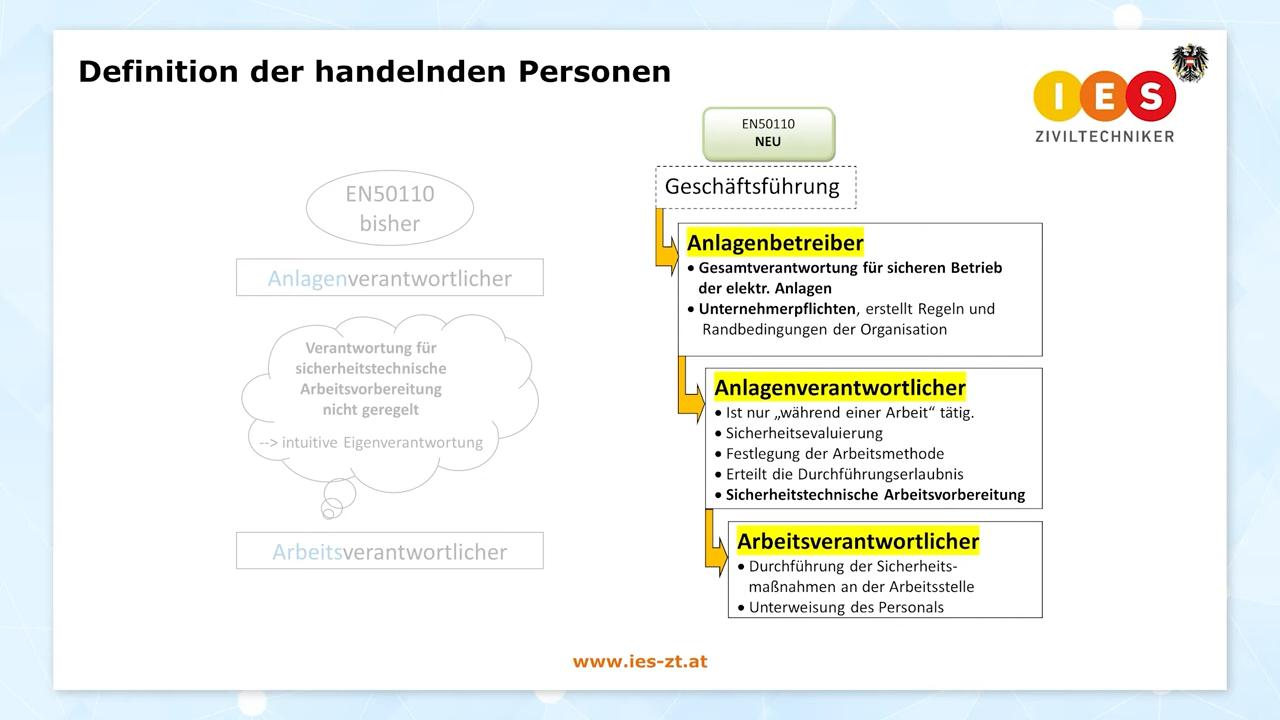 Definition der handelnden Personen
I E S
ZIVILTECHNIKER
EN50110
bisher
Anlagenverantwortlicher
Verantwortung für
sicherheitstechnische
Arbeitsvorbereitung
nicht geregelt
--> intuitive Eigenverantwortung
Arbeitsverantwortlicher
EN50110
NEU
Geschäftsführung
Anlagenbetreiber
• Gesamtverantwortung für sicheren Betrieb
der elektr. Anlagen
• Unternehmerpflichten, erstellt Regeln und
Randbedingungen der Organisation
Anlagenverantwortlicher
• Ist nur „während einer Arbeit“ tätig.
• Sicherheitsevaluierung
• Festlegung der Arbeitsmethode
• Erteilt die Durchführungserlaubnis
• Sicherheitstechnische Arbeitsvorbereitung
Arbeitsverantwortlicher
• Durchführung der Sicherheits-
maßnahmen an der Arbeitsstelle
• Unterweisung des Personals
www.ies-zt.at